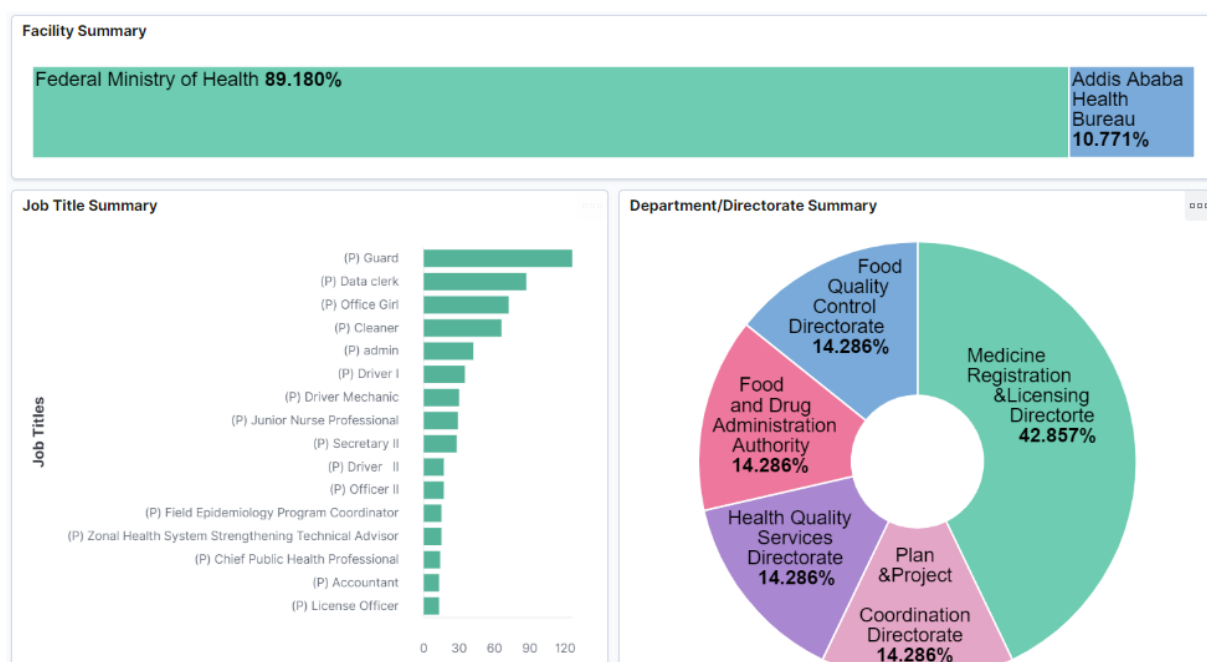 Facility Summary
Federal Ministry of Health 89.180%
Addis Ababa
Health
Bureau
10.771%
Job Title Summary
Job Titles
(P) Guard
(P) Data clerk
(P) Office Girl
(P) Cleaner
(P) admin
(P) Driver I
(P) Driver Mechanic
(P) Junior Nurse Professional
(P) Secretary II
(P) Driver II
(P) Officer II
(P) Field Epidemiology Program Coordinator
(P) Zonal Health System Strengthening Technical Advisor
(P) Chief Public Health Professional
(P) Accountant
(P) License Officer
0 30 60 90 120
Department/Directorate Summary
Food
Quality
Control
Directorate
14.286%
Medicine
Registration
&Licensing
Directorte
42.857%
Food
and Drug
Administration
Authority
14.286%
Health Quality
Services
Directorate
14.286%
Plan
&Project
Coordination
Directorate
14.286%